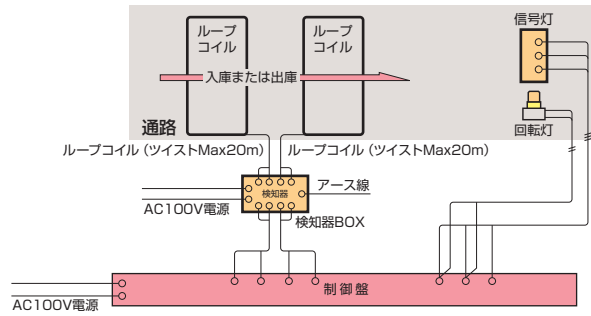 ループ
コイル
ループ
コイル
信号灯
入庫または出庫
通路
回転灯
ループコイル（ツイストMax20m）
ループコイル（ツイストMax20m）
検知器
アース線
AC100V電源
検知器BOX
制御盤
AC100V電源